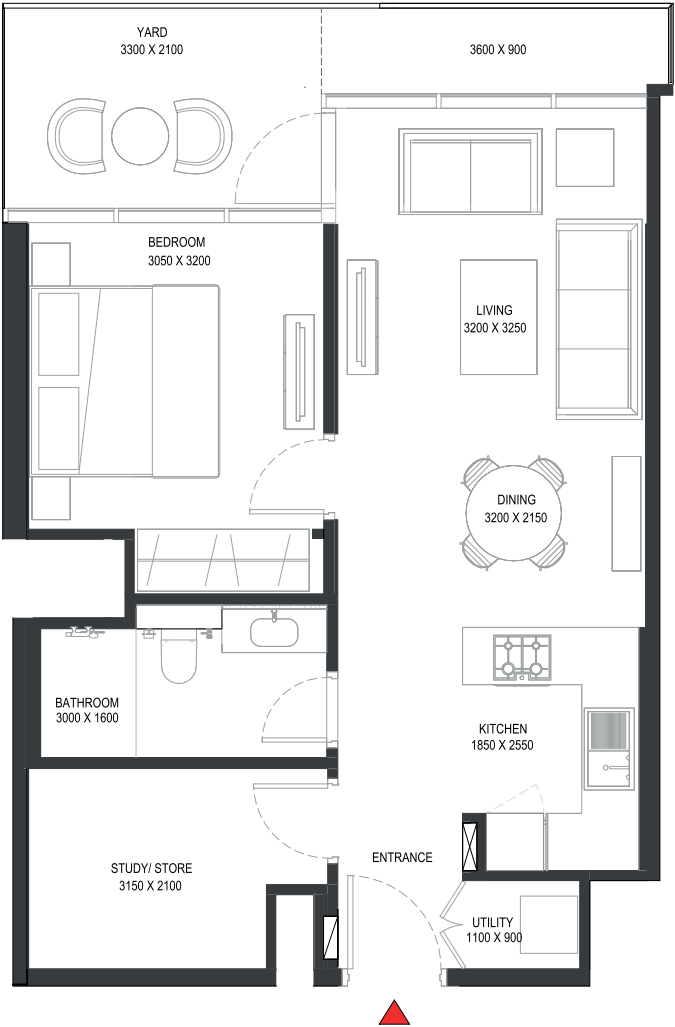 YARD
3300 X 2100
3600 X 900
BEDROOM
3050 X 3200
LIVING
3200 X 3250
DINING
3200 X 2150
BATHROOM
3000 X 1600
KITCHEN
1850 X 2550
ENTRANCE
STUDY/ STORE
3150 X 2100
UTILITY
1100 X 900